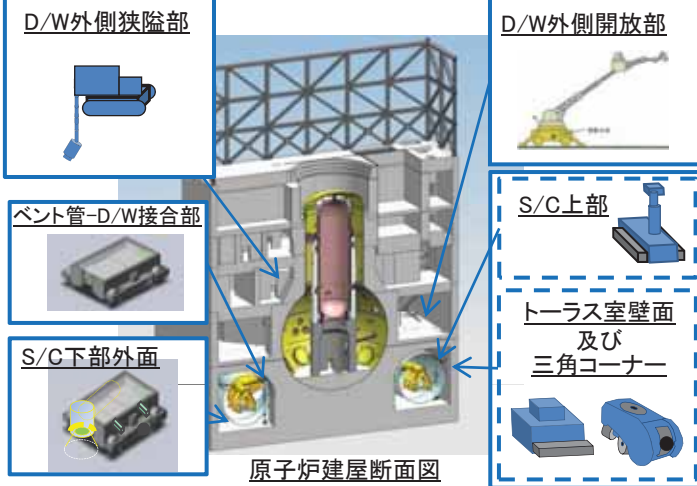 D/W外側狭隘部
D/W外側開放部
ベント管-D/W接合部
S/C上部
S/C下部外面
トーラス室壁面
及び
三角コーナー
原子炉建屋断面図